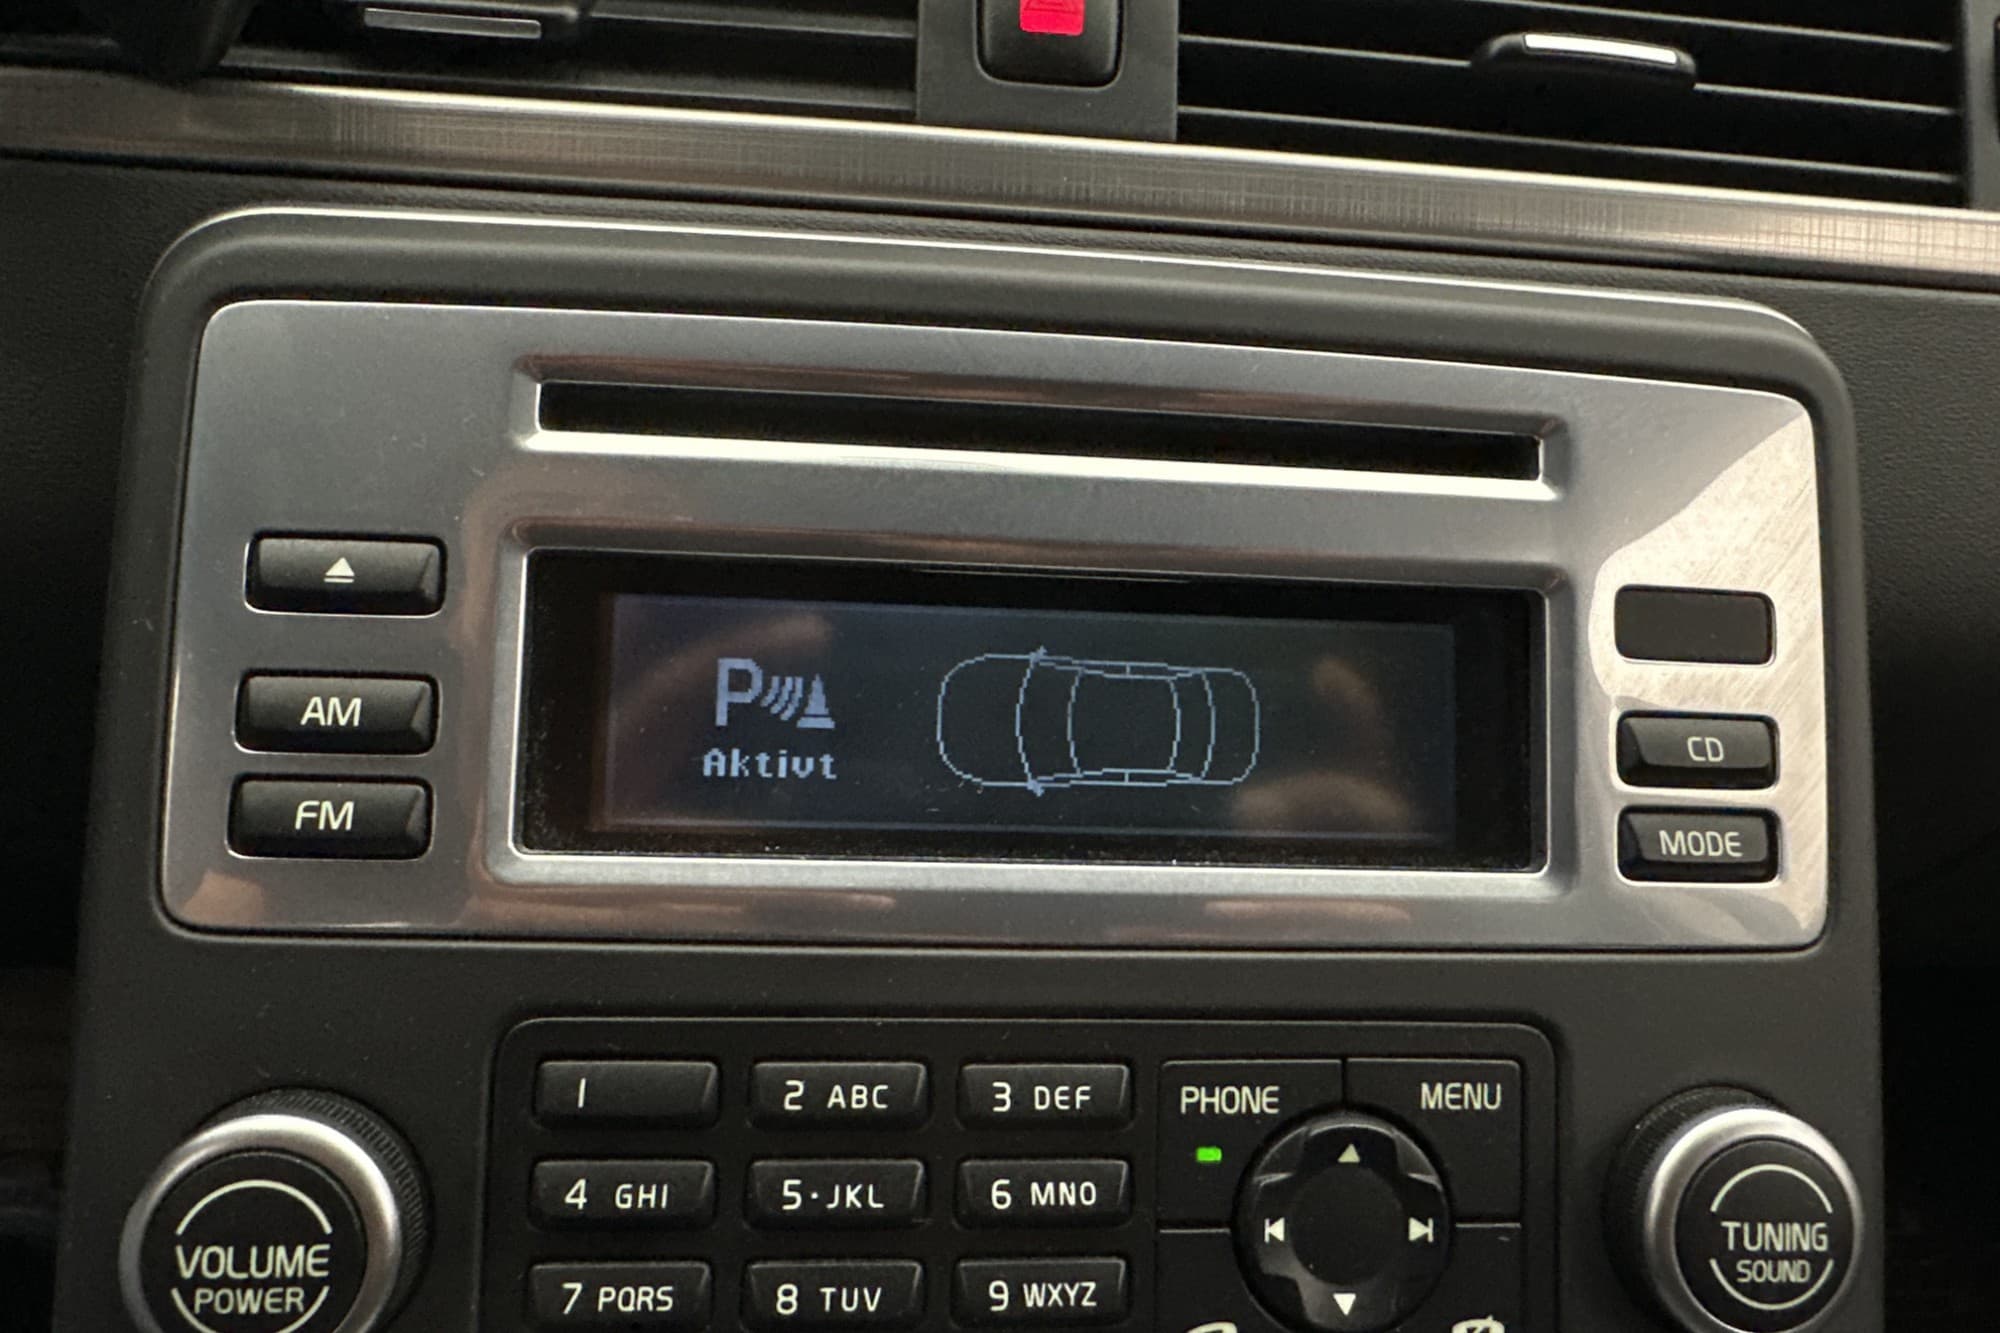 AM
FM
P
Aktivt
CD
MODE
1
2 ABC
3 DEF
PHONE
MENU
4 GHI
5·JKL
6 MNO
VOLUME
POWER
TUNING
SOUND
7 PQRS
8 TUV
9 WXYZ